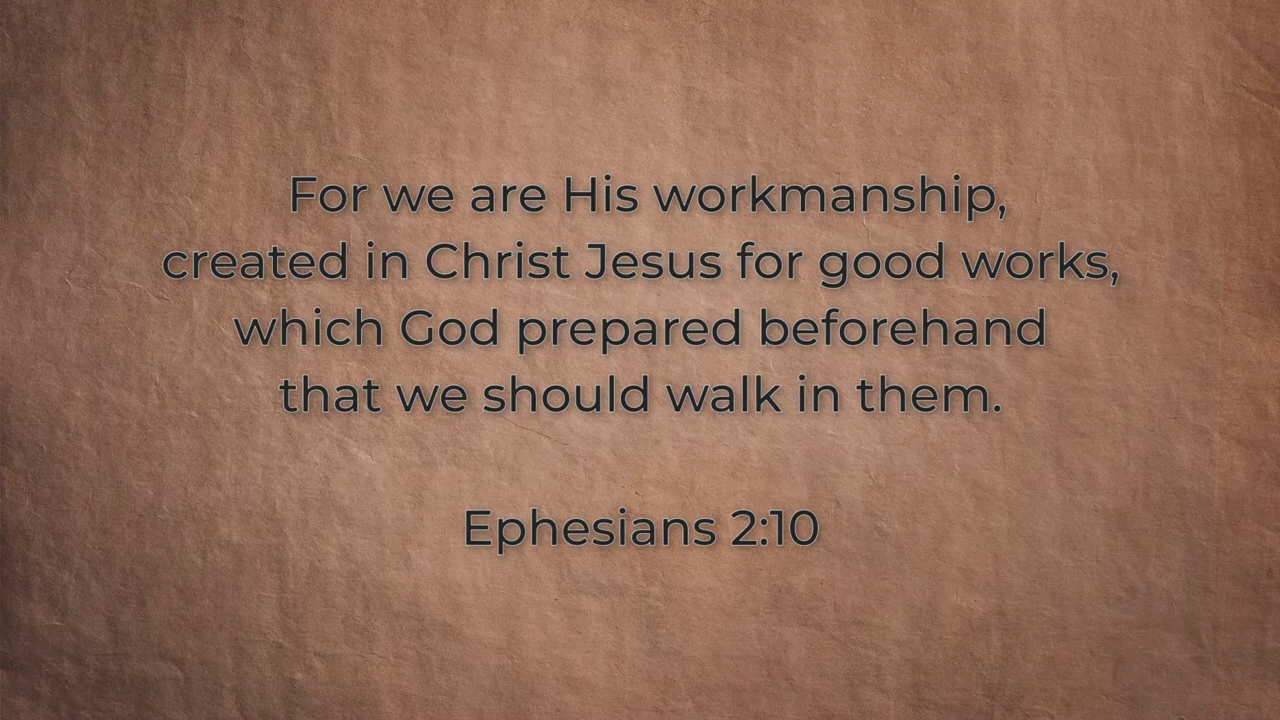 For we are His workmanship,
created in Christ Jesus for good works,
which God prepared beforehand
that we should walk in them.
Ephesians 2:10